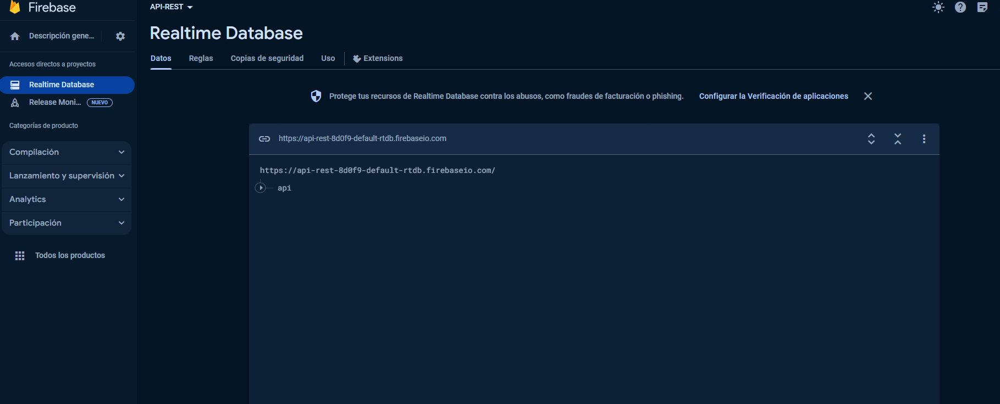 Firebase
API-REST
Descripción gene...
Realtime Database
Datos
Reglas
Copias de seguridad
Uso
Extensions
Accesos directos a proyectos
Realtime Database
Release Moni...
NUEVO
Protege tus recursos de Realtime Database contra los abusos, como fraudes de facturación o phishing.
Configurar la Verificación de aplicaciones
Categorías de producto
Compilación
Lanzamiento y supervisión
Analytics
Participación
Todos los productos
https://api-rest-8d0f9-default-rtdb.firebaseio.com
https://api-rest-8d0f9-default-rtdb.firebaseio.com/
api